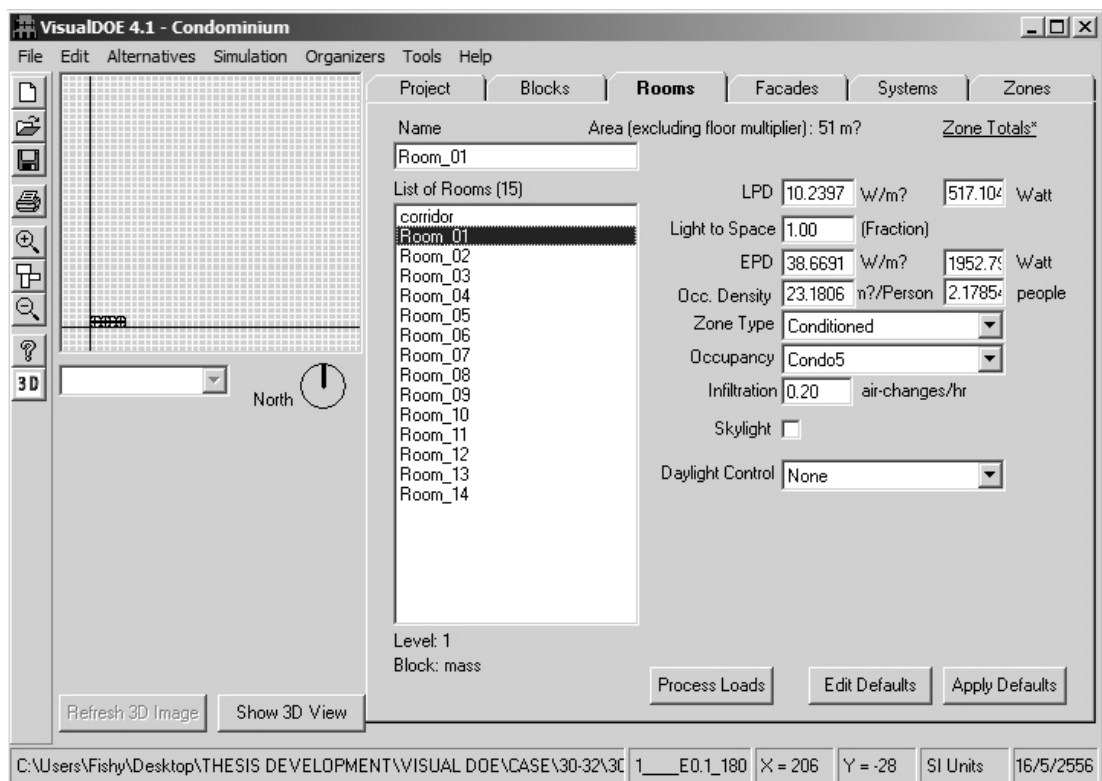 VisualDOE 4.1 - Condominium
File Edit Alternatives Simulation Organizers Tools Help
Project Blocks Rooms Facades Systems Zones
Name Area (excluding floor multiplier) : 51 m? Zone Totals*
Room_01
List of Rooms (15)
LPD 10.2397 W/m? 517.104 Watt
corridor
Room_01
Room_02
Room_03
Room_04
Room_05
Room_06
Room_07
Room_08
Room_09
Room_10
Room_11
Room_12
Room_13
Room_14
Light to Space 1.00 (Fraction)
EPD 38.6691 W/m? 1952.79 Watt
Occ. Density 23.1806 m?/Person 2.1785 people
Zone Type Conditioned
Occupancy Condo5
Infiltration 0.20 air-changes/hr
Skylight
Daylight Control None
3D
North
Level: 1
Block: mass
Process Loads Edit Defaults Apply Defaults
Refresh 3D Image Show 3D View
C:\Users\Fishy\Desktop\THESIS DEVELOPMENT\VISUAL DOE\CASE\30-32\30 1____E0.1_180 X = 206 Y = -28 SI Units 16/5/2556